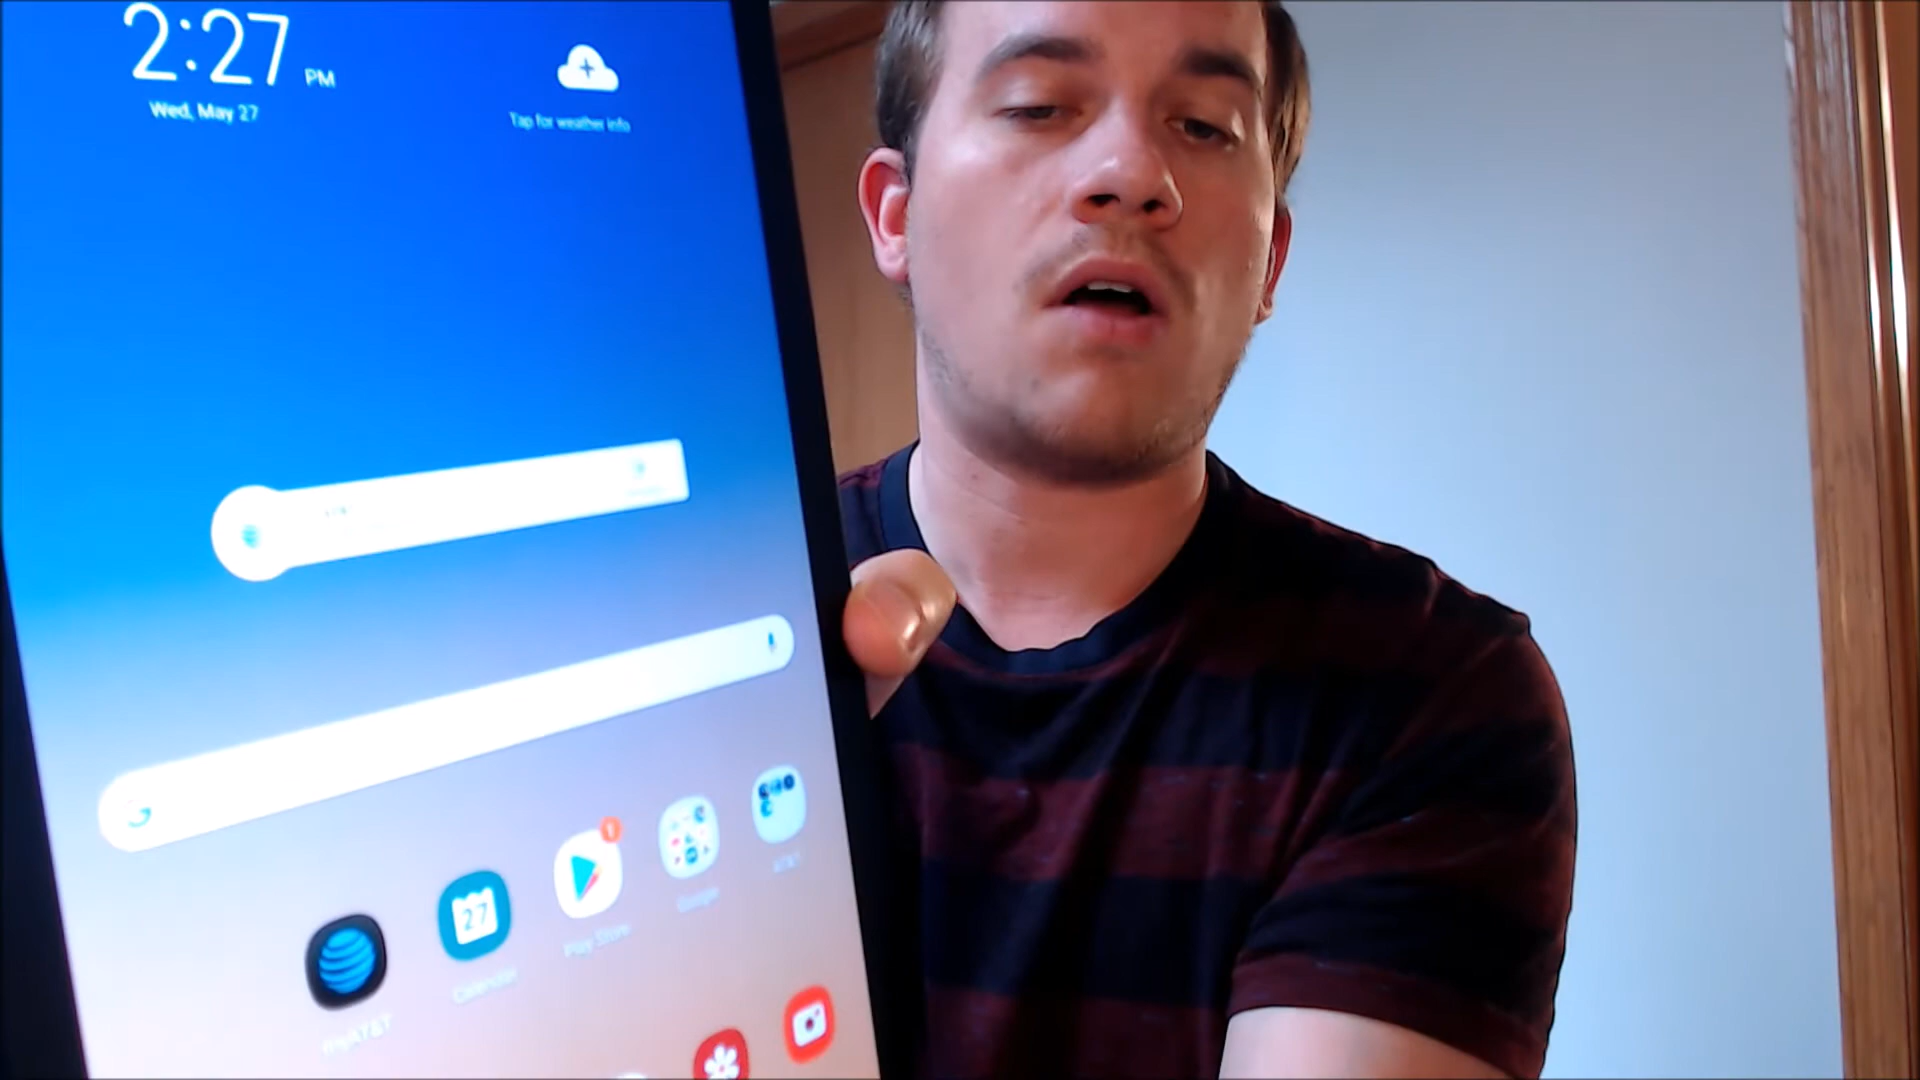 2:27 PM
Wed, May 27
Tap for weather info
27
1
Calendar
Play Store
Google
AT&T
myAT&T